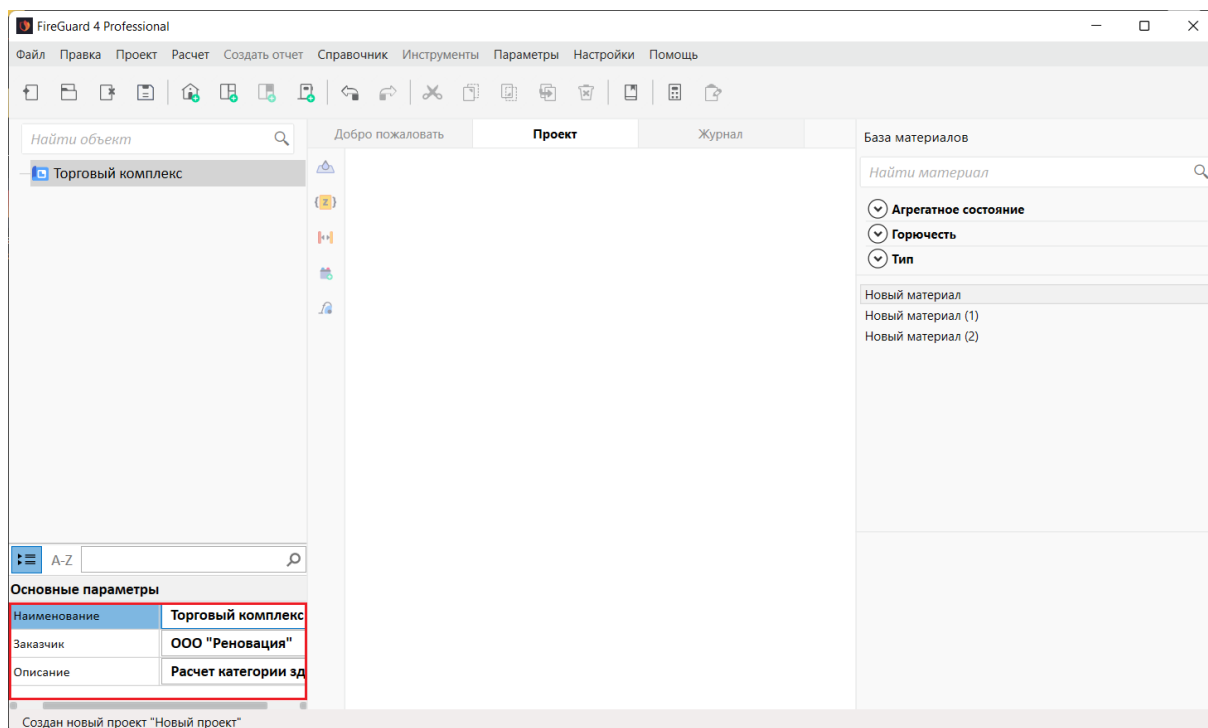 FireGuard 4 Professional
Файл Правка Проект Расчет Создать отчет Справочник Инструменты Параметры Настройки Помощь
Найти объект
Торговый комплекс
Добро пожаловать Проект Журнал
{z}
База материалов
Найти материал
Агрегатное состояние
Горючесть
Тип
Новый материал
Новый материал (1)
Новый материал (2)
A-Z
Основные параметры
Наименование Торговый комплекс
Заказчик ООО "Реновация"
Описание Расчет категории зд
Создан новый проект "Новый проект"